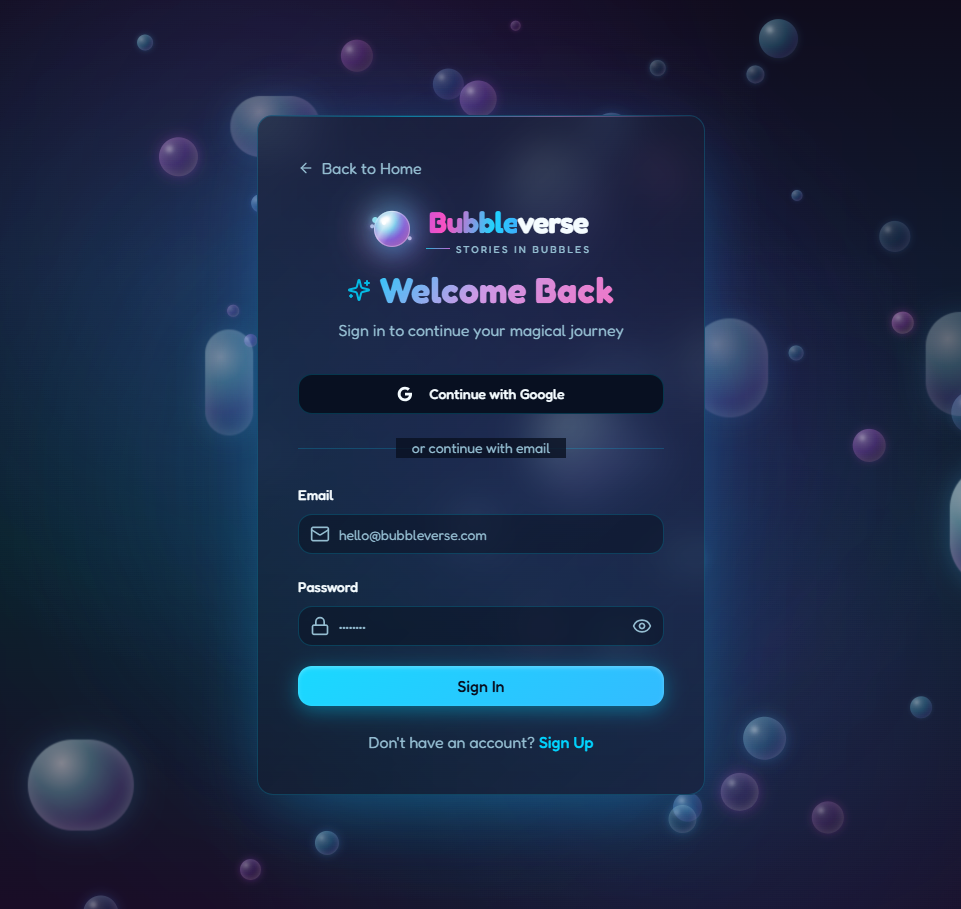 Back to Home
Bubbleverse
STORIES IN BUBBLES
Welcome Back
Sign in to continue your magical journey
G Continue with Google
or continue with email
Email
hello@bubbleverse.com
Password
••••••••
Sign In
Don't have an account? Sign Up